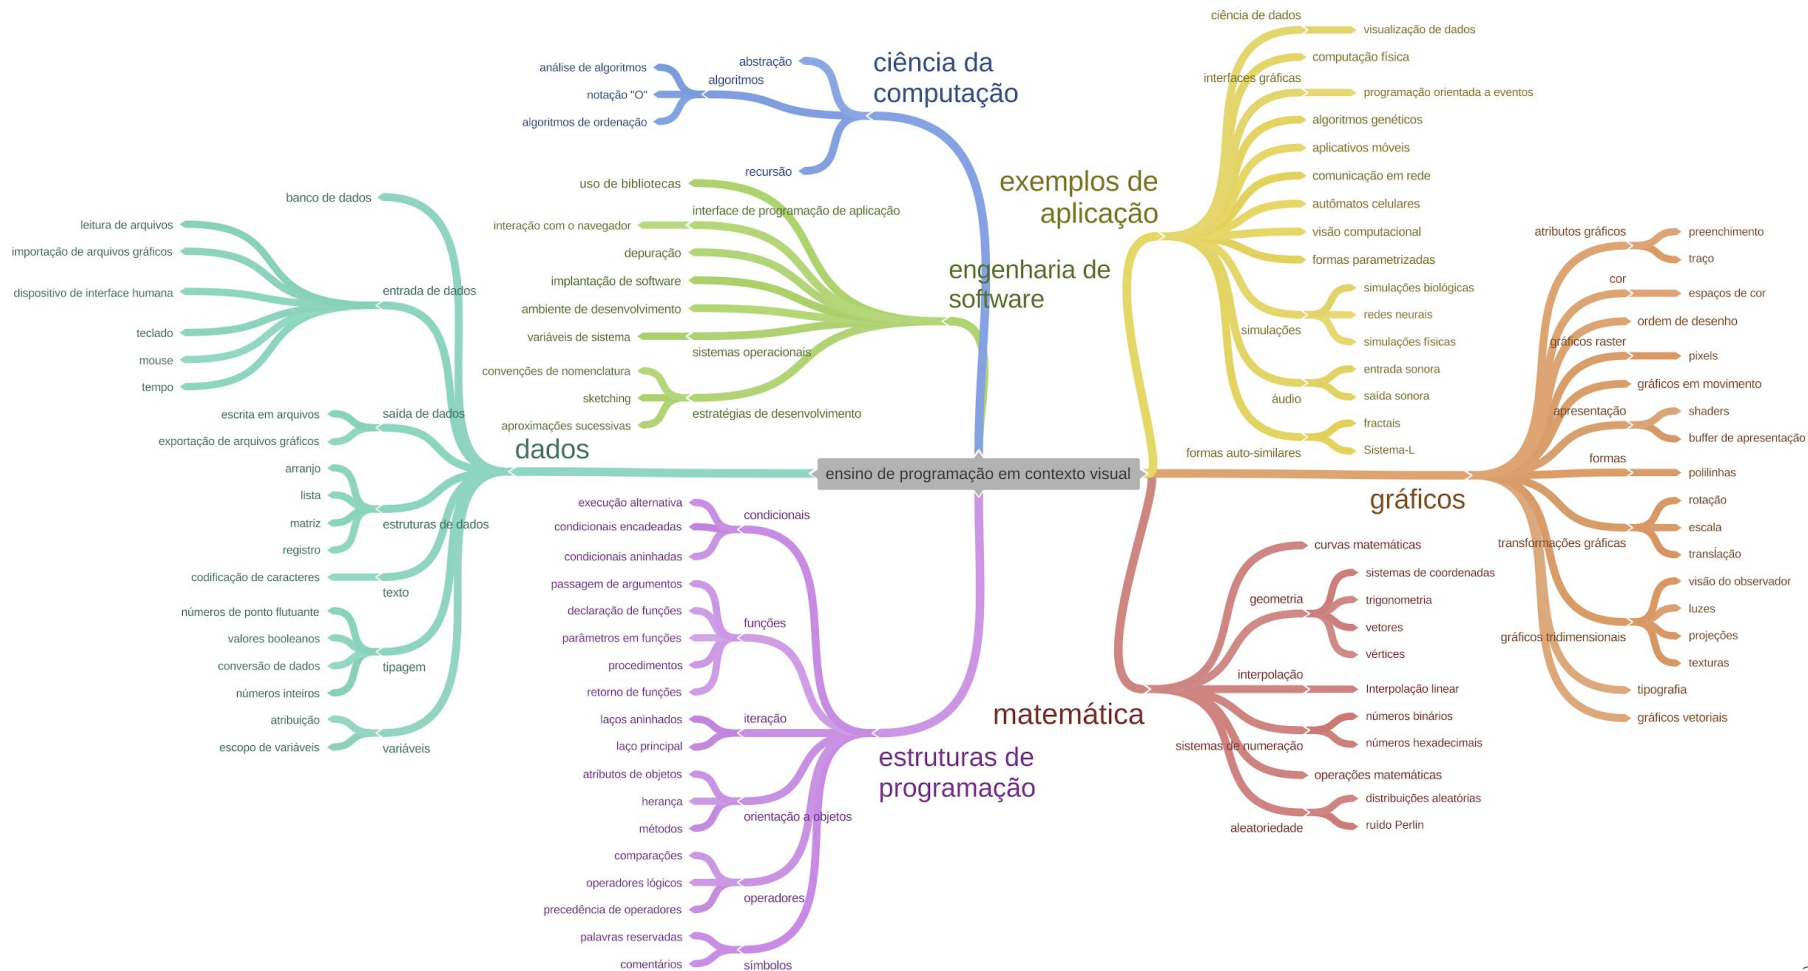 ensino de programação em contexto visual
ciência da
computação
abstração
algoritmos
análise de algoritmos
notação "O"
algoritmos de ordenação
recursão
engenharia de
software
uso de bibliotecas
interface de programação de aplicação
interação com o navegador
depuração
implantação de software
ambiente de desenvolvimento
variáveis de sistema
sistemas operacionais
convenções de nomenclatura
sketching
aproximações sucessivas
estratégias de desenvolvimento
dados
banco de dados
leitura de arquivos
importação de arquivos gráficos
dispositivo de interface humana
teclado
mouse
tempo
entrada de dados
escrita em arquivos
exportação de arquivos gráficos
saída de dados
arranjo
lista
matriz
registro
estruturas de dados
codificação de caracteres
texto
números de ponto flutuante
valores booleanos
conversão de dados
números inteiros
tipagem
atribuição
escopo de variáveis
variáveis
estruturas de
programação
execução alternativa
condicionais encadeadas
condicionais aninhadas
condicionais
passagem de argumentos
declaração de funções
parâmetros em funções
procedimentos
retorno de funções
funções
laços aninhados
laço principal
iteração
atributos de objetos
herança
métodos
orientação a objetos
comparações
operadores lógicos
precedência de operadores
operadores
palavras reservadas
comentários
símbolos
exemplos de
aplicação
ciência de dados
visualização de dados
computação física
interfaces gráficas
programação orientada a eventos
algoritmos genéticos
aplicativos móveis
comunicação em rede
autômatos celulares
visão computacional
formas parametrizadas
simulações biológicas
redes neurais
simulações físicas
simulações
entrada sonora
saída sonora
áudio
fractais
Sistema-L
formas auto-similares
gráficos
atributos gráficos
preenchimento
traço
cor
espaços de cor
ordem de desenho
gráficos raster
pixels
gráficos em movimento
apresentação
shaders
buffer de apresentação
formas
polilinhas
rotação
escala
translação
transformações gráficas
visão do observador
luzes
projeções
texturas
gráficos tridimensionais
tipografia
gráficos vetoriais
matemática
curvas matemáticas
geometria
sistemas de coordenadas
trigonometria
vetores
vértices
interpolação
Interpolação linear
números binários
números hexadecimais
sistemas de numeração
operações matemáticas
distribuições aleatórias
ruído Perlin
aleatoriedade